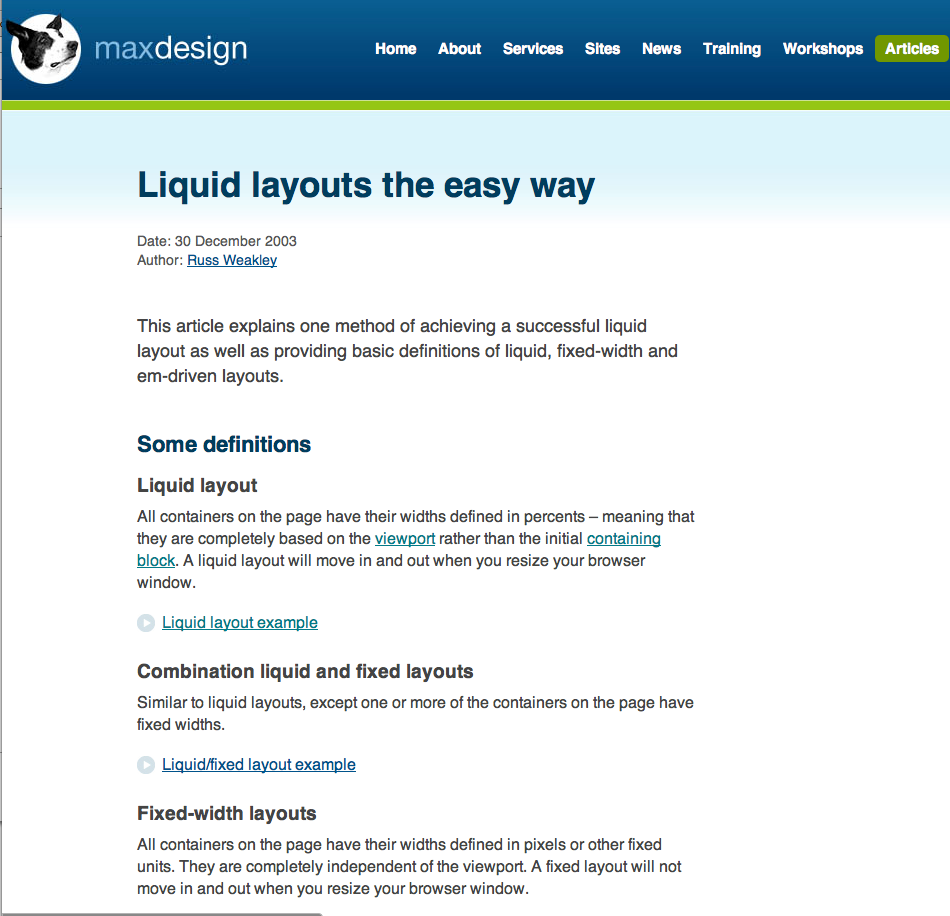 maxdesign
Home About Services Sites News Training Workshops Articles
Liquid layouts the easy way
Date: 30 December 2003
Author: Russ Weakley
This article explains one method of achieving a successful liquid
layout as well as providing basic definitions of liquid, fixed-width and
em-driven layouts.
Some definitions
Liquid layout
All containers on the page have their widths defined in percents – meaning that
they are completely based on the viewport rather than the initial containing
block. A liquid layout will move in and out when you resize your browser
window.
Liquid layout example
Combination liquid and fixed layouts
Similar to liquid layouts, except one or more of the containers on the page have
fixed widths.
Liquid/fixed layout example
Fixed-width layouts
All containers on the page have their widths defined in pixels or other fixed
units. They are completely independent of the viewport. A fixed layout will not
move in and out when you resize your browser window.